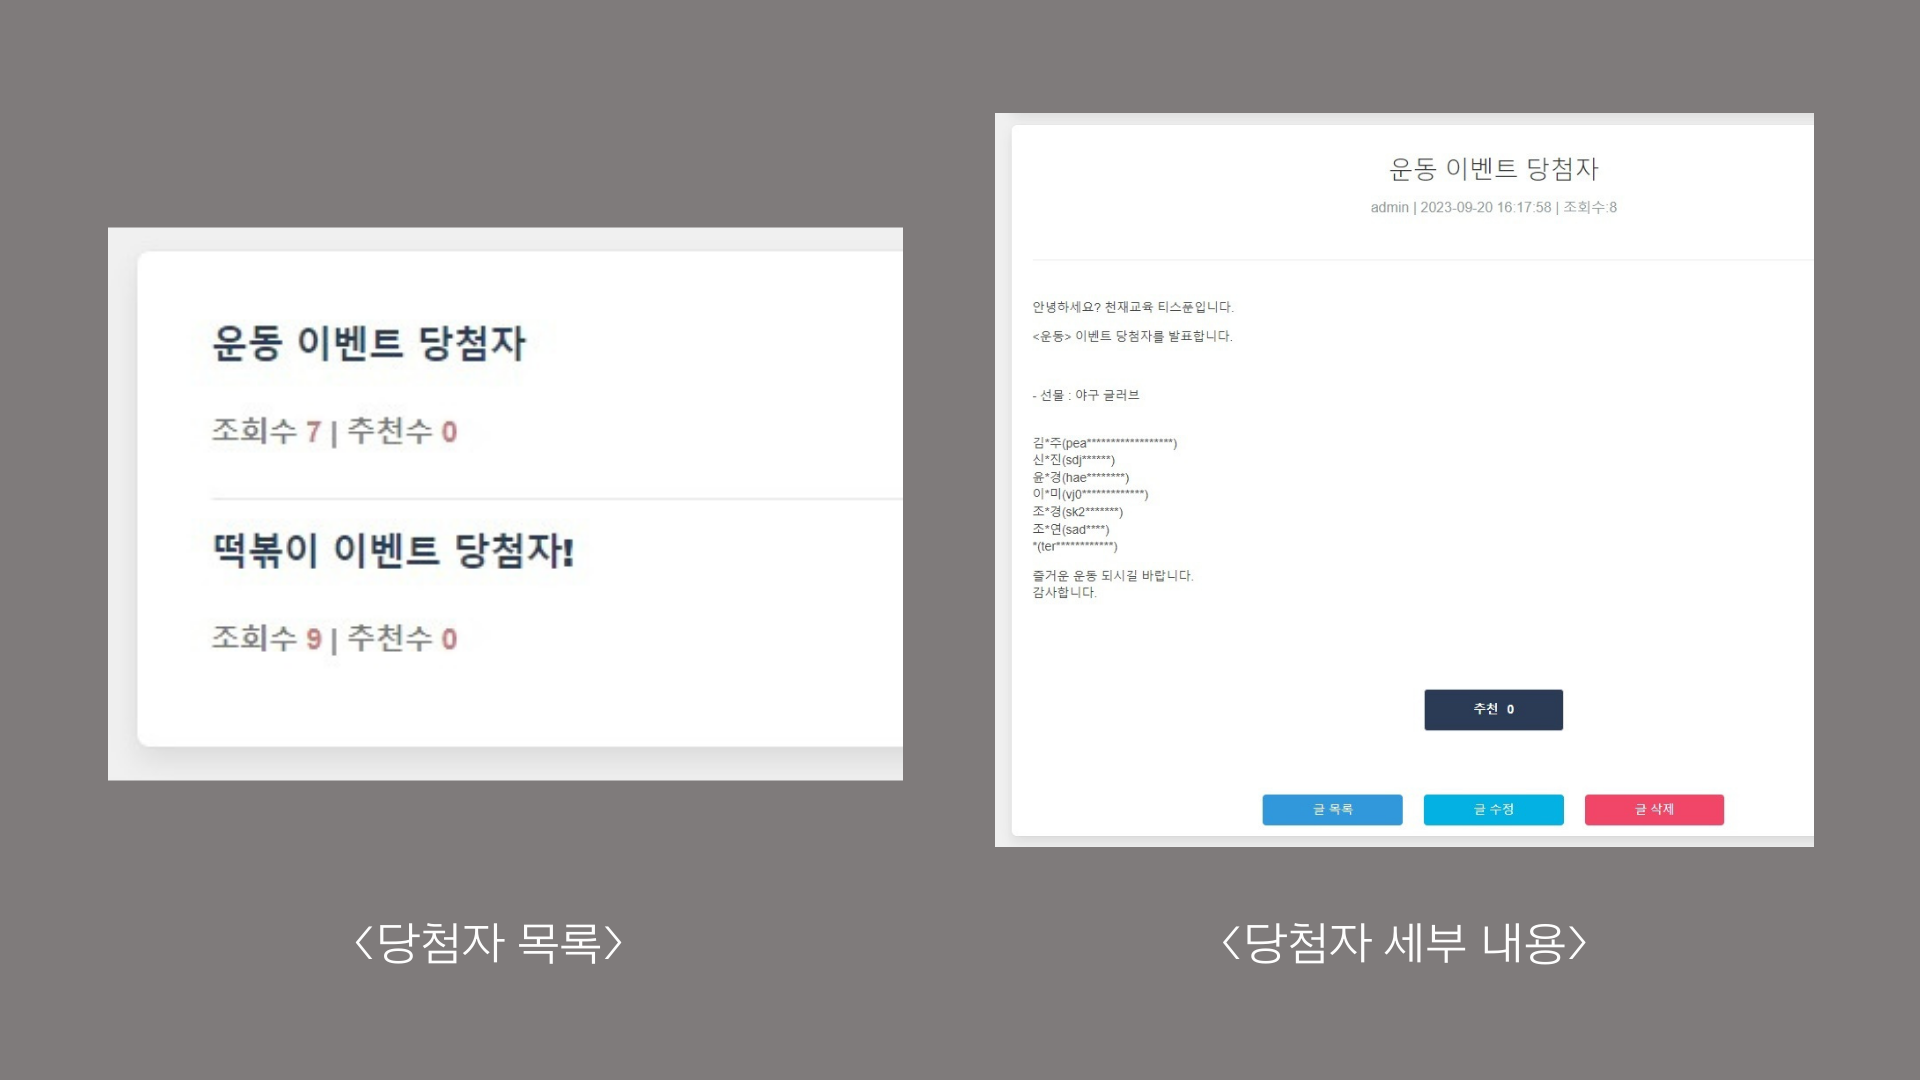 운동 이벤트 당첨자
조회수 7 | 추천수 0
떡볶이 이벤트 당첨자!
조회수 9 | 추천수 0
<당첨자 목록>
운동 이벤트 당첨자
admin | 2023-09-20 16:17:58 | 조회수:8
안녕하세요? 천재교육 티스푼입니다.
<운동> 이벤트 당첨자를 발표합니다.
- 선물 : 야구 글러브
김*주(pea******************)
신*진(sdj******)
윤*경(hae********)
이*미(vj0*************)
조*경(sk2*******)
조*연(sad****)
*(ter************)
즐거운 운동 되시길 바랍니다.
감사합니다.
추천 0
글 목록 글 수정 글 삭제
<당첨자 세부 내용>